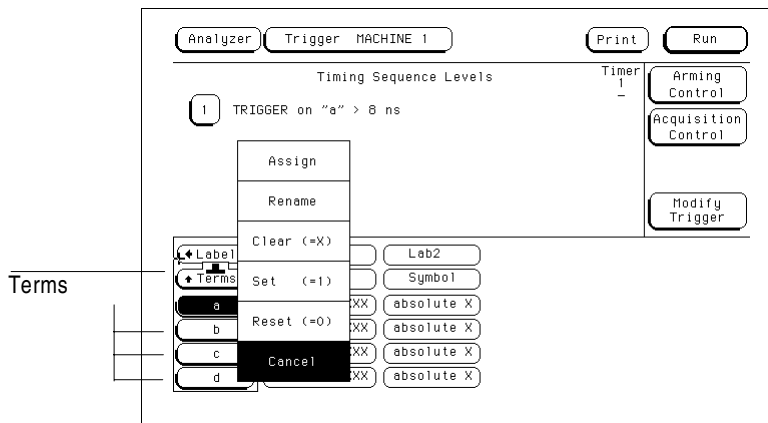 Analyzer Trigger MACHINE 1 Print Run
Timing Sequence Levels
Timer
1
–
Arming
Control
1 TRIGGER on "a" > 8 ns
Acquisition
Control
Modify
Trigger
Assign
Rename
Clear (=X)
Set (=1)
Reset (=0)
Cancel
Label Lab2
Terms Symbol
a XX absolute X
b XX absolute X
c XX absolute X
d XX absolute X
Terms